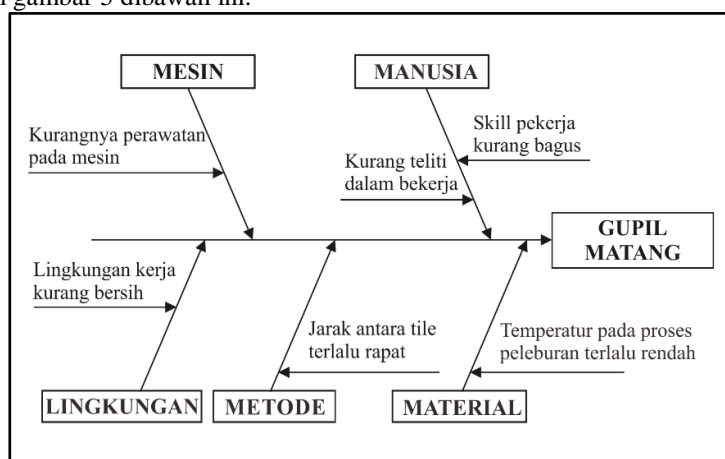 gambar 5 dibawah ini.
MESIN
MANUSIA
Kurangnya perawatan
pada mesin
Skill pekerja
kurang bagus
Kurang teliti
dalam bekerja
GUPIL
MATANG
Lingkungan kerja
kurang bersih
Jarak antara tile
terlalu rapat
Temperatur pada proses
peleburan terlalu rendah
LINGKUNGAN
METODE
MATERIAL